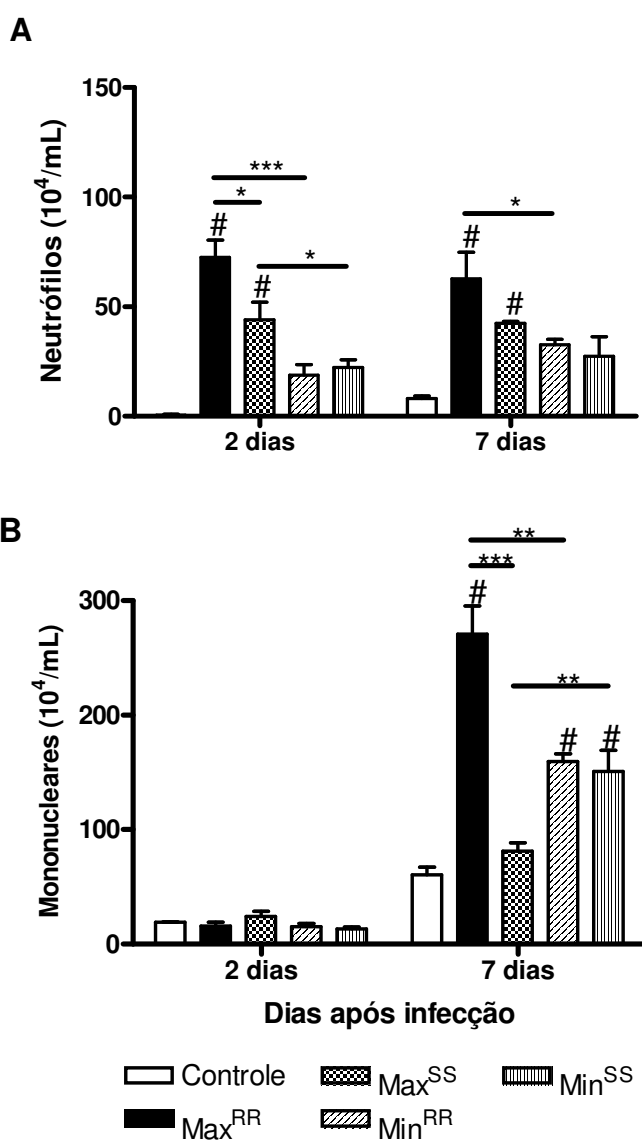 A
Neutrófilos (10⁴/mL)
150
100
50
0
***
*
*
*
#
#
#
#
2 dias
7 dias
B
Mononucleares (10⁴/mL)
300
200
100
0
**
***
**
#
#
#
2 dias
7 dias
Dias após infecção
Controle
Max^SS
Min^SS
Max^RR
Min^RR